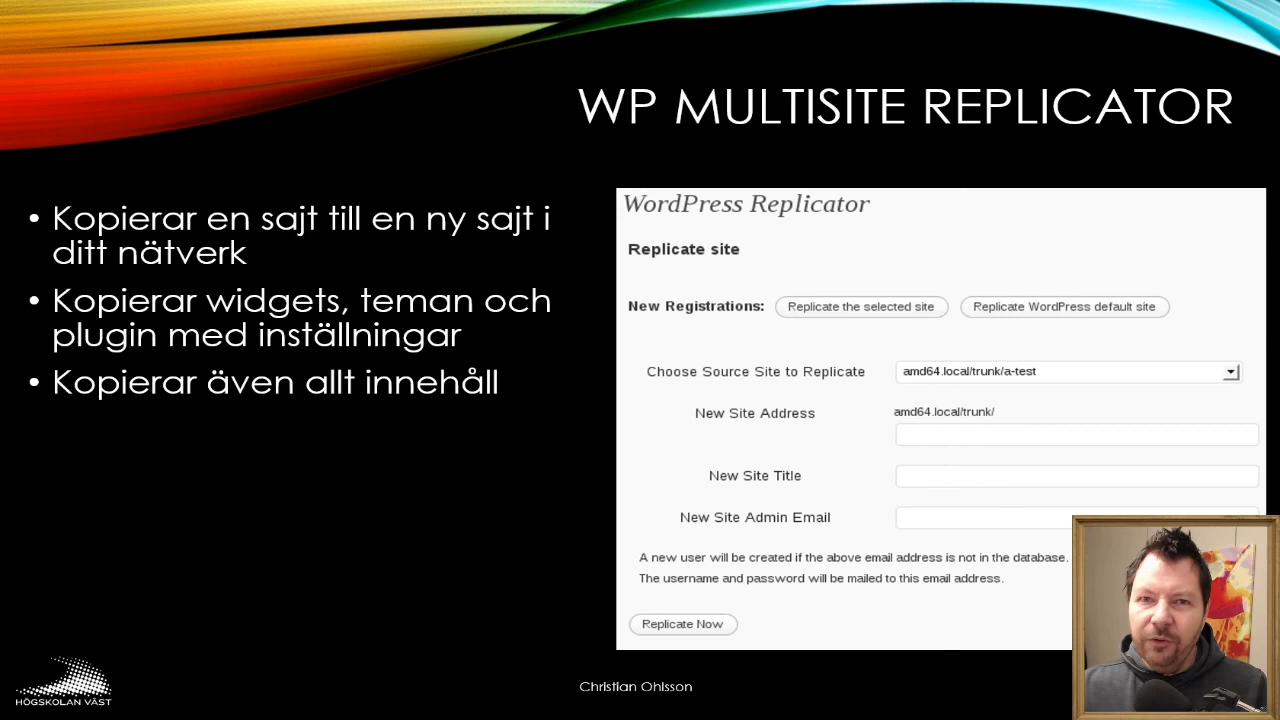 WP MULTISITE REPLICATOR
• Kopierar en sajt till en ny sajt i
ditt nätverk
• Kopierar widgets, teman och
plugin med inställningar
• Kopierar även allt innehåll
WordPress Replicator
Replicate site
New Registrations: Replicate the selected site Replicate WordPress default site
Choose Source Site to Replicate amd64.local/trunk/a-test
New Site Address amd64.local/trunk/
New Site Title
New Site Admin Email
A new user will be created if the above email address is not in the database.
The username and password will be mailed to this email address.
Replicate Now
HÖGSKOLAN VÄST
Christian Ohlsson